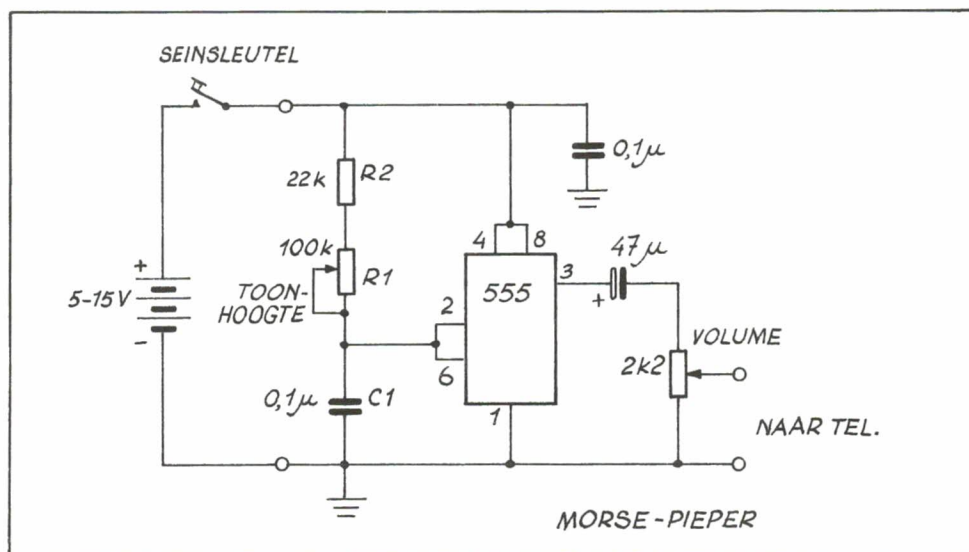 SEINSLEUTEL
0,1µ
22k R2
100k
R1
TOON-
HOOGTE
5-15V
+
-
4 8
555
3
2
6
1
47µ
+
VOLUME
2k2
0,1µ C1
NAAR TEL.
MORSE-PIEPER